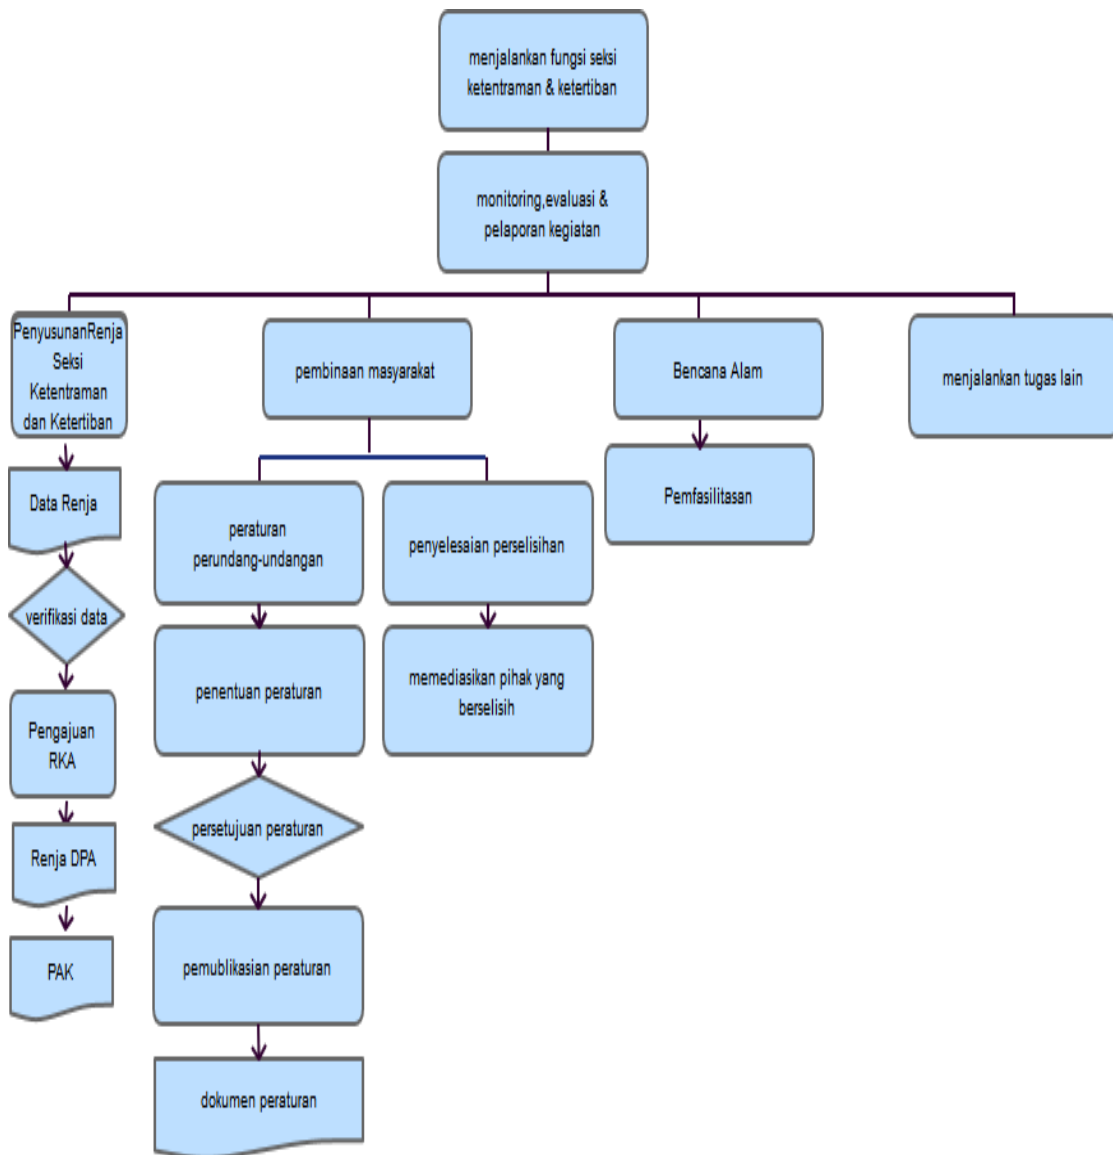 menjalankan fungsi seksi
ketentraman & ketertiban
monitoring,evaluasi &
pelaporan kegiatan
PenyusunanRenja
Seksi
Ketentraman
dan Ketertiban
pembinaan masyarakat
Bencana Alam
menjalankan tugas lain
Data Renja
verifikasi data
Pengajuan
RKA
Renja DPA
PAK
peraturan
perundang-undangan
penentuan peraturan
persetujuan peraturan
pemublikasian peraturan
dokumen peraturan
penyelesaian perselisihan
memediasikan pihak yang
berselisih
Pemfasilitasan